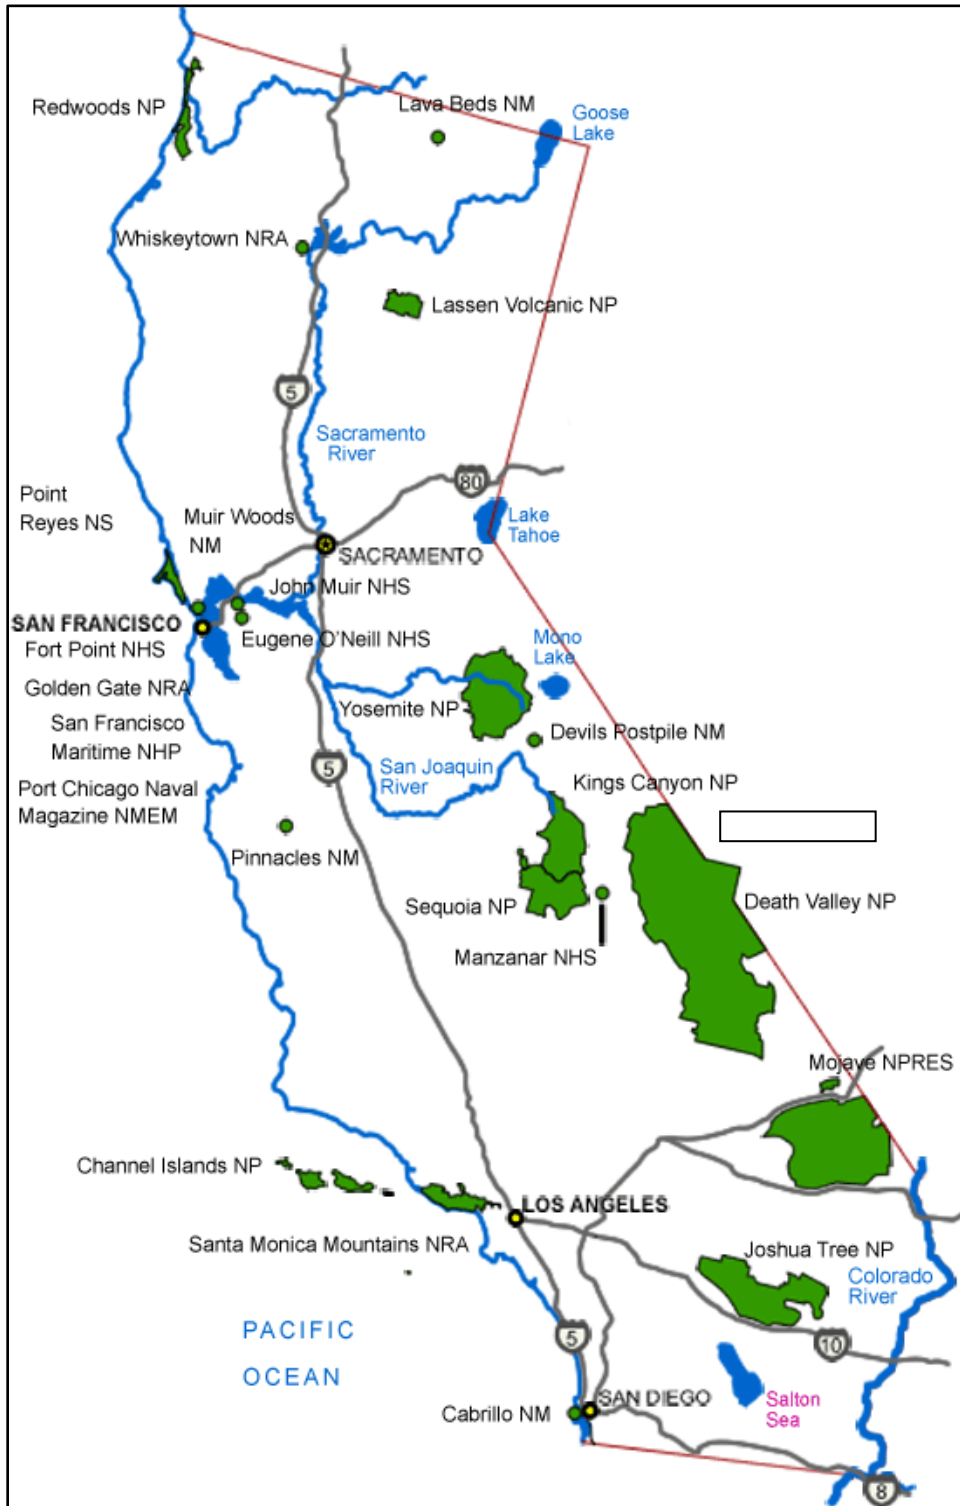 Redwoods NP
Lava Beds NM
Goose
Lake
Whiskeytown NRA
Lassen Volcanic NP
5
Sacramento
River
80
Point
Reyes NS
Muir Woods
NM
Lake
Tahoe
SACRAMENTO
John Muir NHS
SAN FRANCISCO
Eugene O'Neill NHS
Fort Point NHS
Mono
Lake
Golden Gate NRA
Yosemite NP
San Francisco
Maritime NHP
Devils Postpile NM
5
San Joaquin
River
Kings Canyon NP
Port Chicago Naval
Magazine NMEM
Pinnacles NM
Sequoia NP
Death Valley NP
Manzanar NHS
Mojave NPRES
Channel Islands NP
LOS ANGELES
Santa Monica Mountains NRA
Joshua Tree NP
Colorado
River
PACIFIC
OCEAN
5
10
Salton
Sea
SAN DIEGO
Cabrillo NM
8